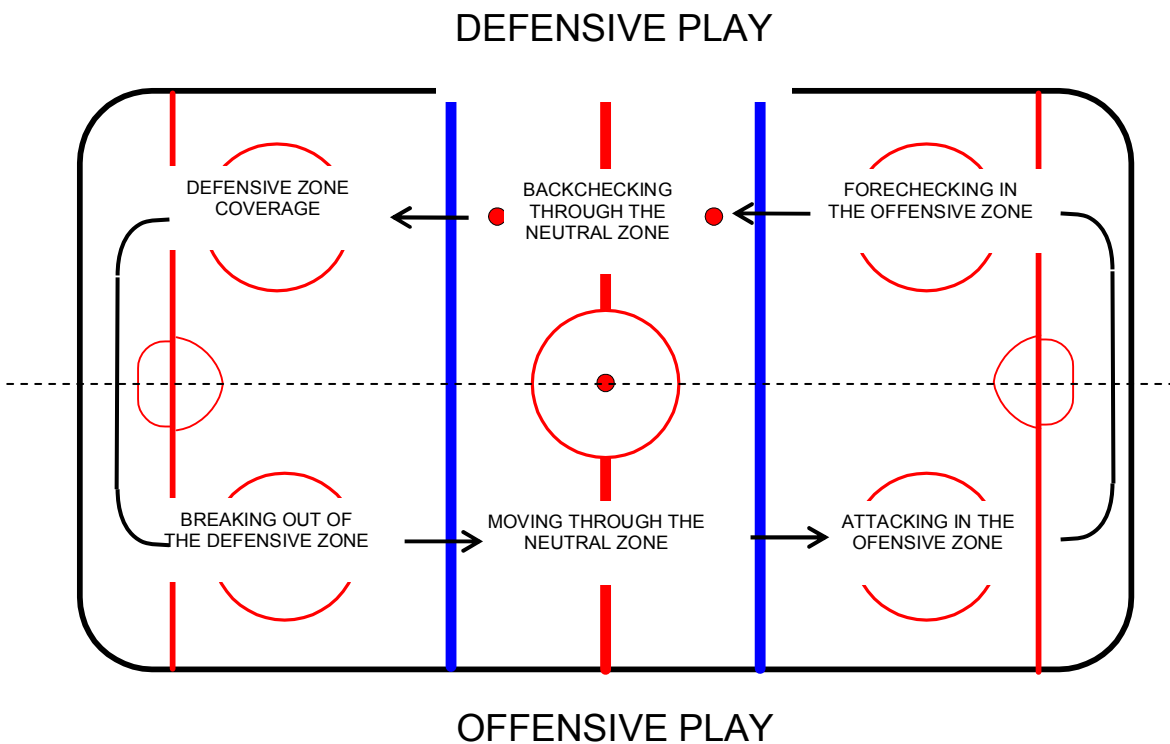 DEFENSIVE PLAY
DEFENSIVE ZONE
COVERAGE
BACKCHECKING
THROUGH THE
NEUTRAL ZONE
FORECHECKING IN
THE OFFENSIVE ZONE
BREAKING OUT OF
THE DEFENSIVE ZONE
MOVING THROUGH THE
NEUTRAL ZONE
ATTACKING IN THE
OFENSIVE ZONE
OFFENSIVE PLAY